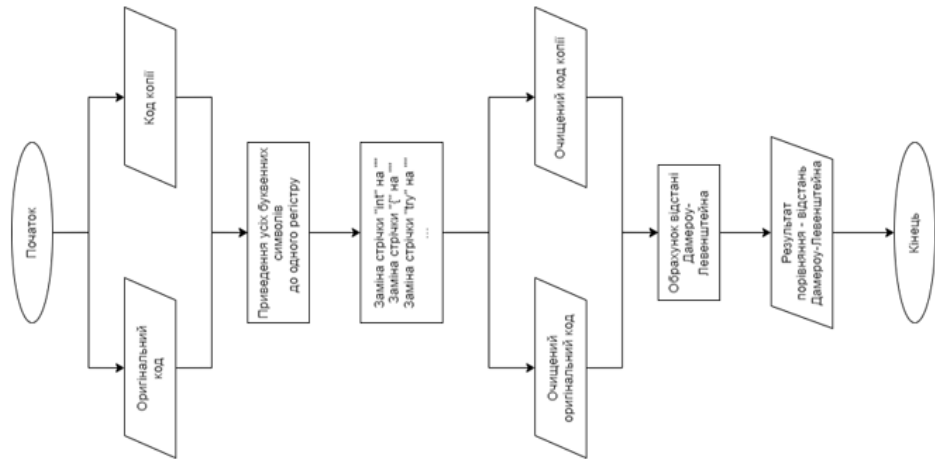 Початок
Оригінальний
код
Код копії
Приведення усіх буквенних
символів
до одного регістру
Заміна стрічки "int" на ""
Заміна стрічки "{" на ""
Заміна стрічки "try" на ""
...
Очищений
оригінальний код
Очищений код копії
Обрахунок відстані
Дамероу-
Левенштейна
Результат
порівняння - відстань
Дамероу-Левенштейна
Кінець